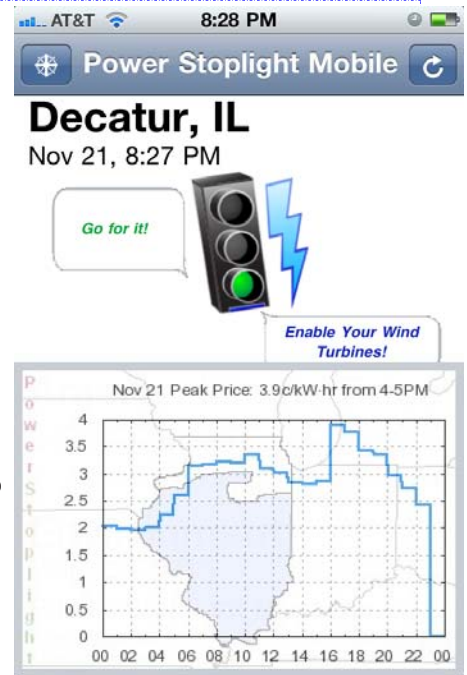 AT&T 8:28 PM
Power Stoplight Mobile
Decatur, IL
Nov 21, 8:27 PM
Go for it!
Enable Your Wind
Turbines!
PowerStoplight
Nov 21 Peak Price: 3.9c/kW-hr from 4-5PM
4
3.5
3
2.5
2
1.5
1
0.5
0
00 02 04 06 08 10 12 14 16 18 20 22 00